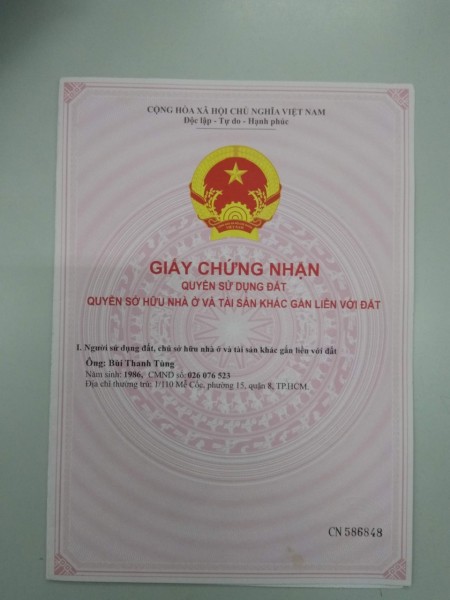 CỘNG HÒA XÃ HỘI CHỦ NGHĨA VIỆT NAM
Độc lập - Tự do - Hạnh phúc
GIẤY CHỨNG NHẬN
QUYỀN SỬ DỤNG ĐẤT
QUYỀN SỞ HỮU NHÀ Ở VÀ TÀI SẢN KHÁC GẮN LIỀN VỚI ĐẤT
I. Người sử dụng đất, chủ sở hữu nhà ở và tài sản khác gắn liền với đất
Ông: Bùi Thanh Tùng
Năm sinh: 1986, CMND số: 026 076 523
Địa chỉ thường trú: 1/110 Mễ Cốc, phường 15, quận 8, TP.HCM.
CN 586848